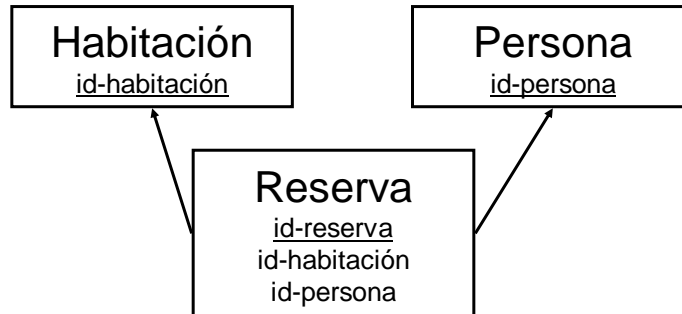 Habitación
id-habitación
Persona
id-persona
Reserva
id-reserva
id-habitación
id-persona